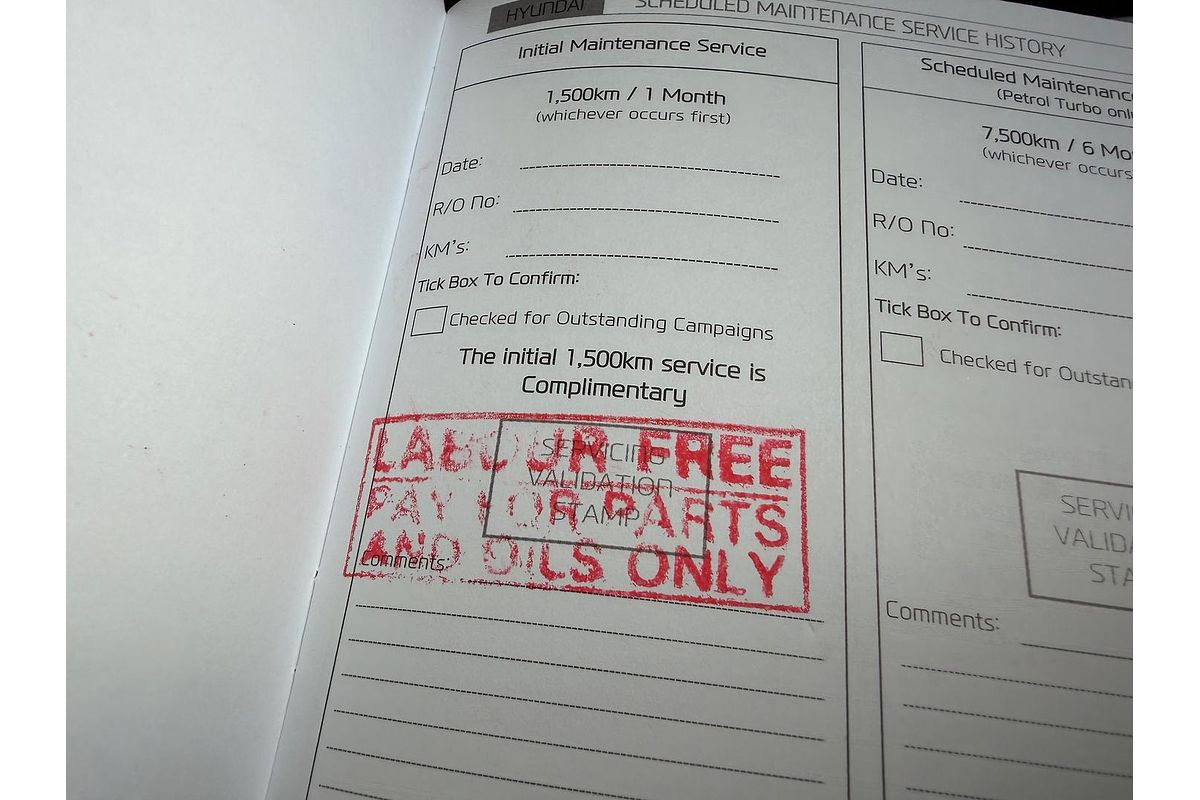 HYUNDAI
SCHEDULED MAINTENANCE SERVICE HISTORY
Initial Maintenance Service
1,500km / 1 Month
(whichever occurs first)
Date:
R/O No:
KM's:
Tick Box To Confirm:
Checked for Outstanding Campaigns
The initial 1,500km service is
Complimentary
SERVICING
VALIDATION
STAMP
LABOUR FREE
PAY FOR PARTS
AND OILS ONLY
Comments:
Scheduled Maintenanc
(Petrol Turbo onl
7,500km / 6 Mo
(whichever occurs
Date:
R/O No:
KM's:
Tick Box To Confirm:
Checked for Outstan
SERVI
VALIDA
STA
Comments: